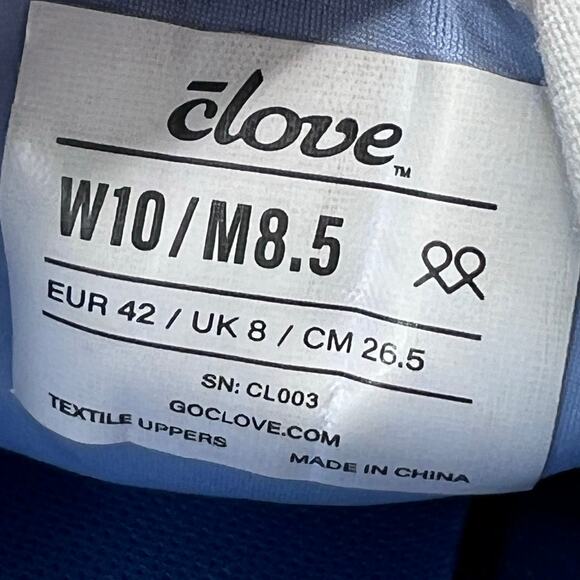 clove™
W10/M8.5
EUR 42 / UK 8 / CM 26.5
SN: CL003
GOCLOVE.COM
TEXTILE UPPERS
MADE IN CHINA